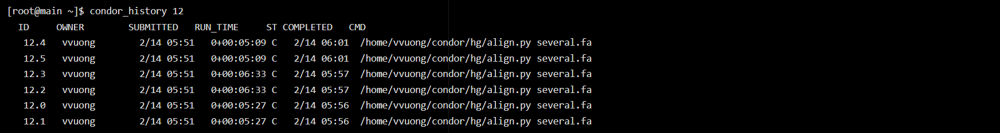 [root@main ~]$ condor_history 12
ID OWNER SUBMITTED RUN_TIME ST COMPLETED CMD
12.4 vvuong 2/14 05:51 0+00:05:09 C 2/14 06:01 /home/vvuong/condor/hg/align.py several.fa
12.5 vvuong 2/14 05:51 0+00:05:09 C 2/14 06:01 /home/vvuong/condor/hg/align.py several.fa
12.3 vvuong 2/14 05:51 0+00:06:33 C 2/14 05:57 /home/vvuong/condor/hg/align.py several.fa
12.2 vvuong 2/14 05:51 0+00:06:33 C 2/14 05:57 /home/vvuong/condor/hg/align.py several.fa
12.0 vvuong 2/14 05:51 0+00:05:27 C 2/14 05:56 /home/vvuong/condor/hg/align.py several.fa
12.1 vvuong 2/14 05:51 0+00:05:27 C 2/14 05:56 /home/vvuong/condor/hg/align.py several.fa